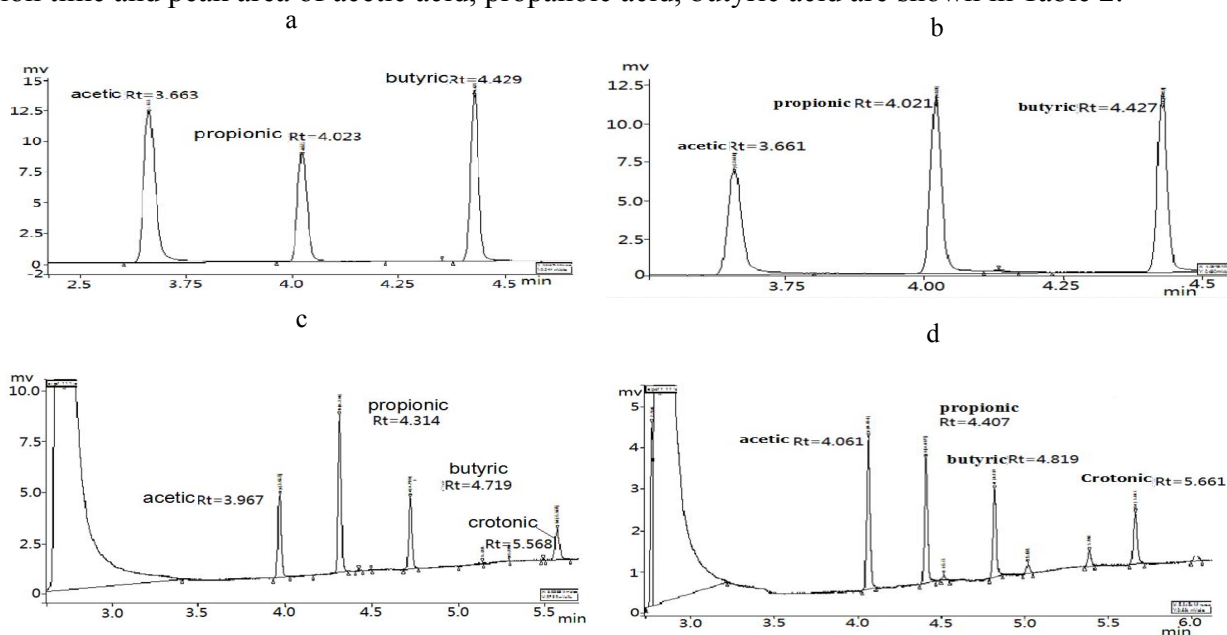 ion time and peak area of acetic acid, propanoic acid, butyric acid are shown in Table 2.
a
mv
15
12.5
10
7.5
5
2.5
0
-2
acetic Rt=3.663
propionic Rt=4.023
butyric Rt=4.429
2.5 3.75 4.0 4.25 4.5
min
b
mv
12.5
10.0
7.5
5.0
2.5
0
acetic Rt=3.661
propionic Rt=4.021
butyric Rt=4.427
3.75 4.00 4.25 4.5
min
c
mv
10.0
7.5
5.0
2.5
0
acetic Rt=3.967
propionic
Rt=4.314
butyric
Rt=4.719
crotonic
Rt=5.568
3.0 3.5 4.0 4.5 5.0 5.5
min
d
mv
5
4
3
2
1
0
acetic Rt=4.061
propionic
Rt=4.407
butyric Rt=4.819
Crotonic Rt=5.661
3.0 3.5 4.0 4.5 5.0 5.5 6.0
min